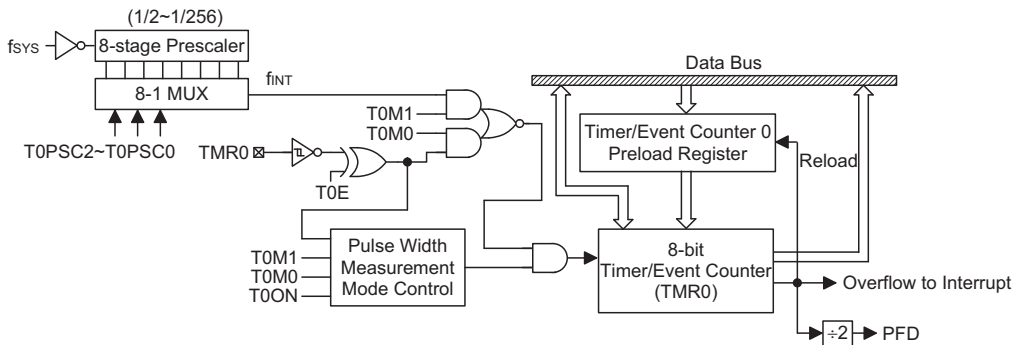 (1/2~1/256)
fSYS
8-stage Prescaler
8-1 MUX
fINT
T0PSC2~T0PSC0
T0M1
T0M0
TMR0
T0E
Data Bus
Timer/Event Counter 0
Preload Register
Reload
T0M1
T0M0
T0ON
Pulse Width
Measurement
Mode Control
8-bit
Timer/Event Counter
(TMR0)
Overflow to Interrupt
÷2
PFD